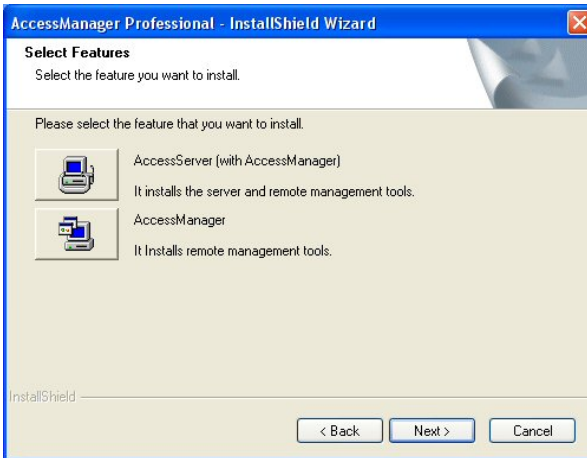 AccessManager Professional - InstallShield Wizard
Select Features
Select the feature you want to install.
Please select the feature that you want to install.
AccessServer (with AccessManager)
It installs the server and remote management tools.
AccessManager
It Installs remote management tools.
InstallShield
< Back Next > Cancel